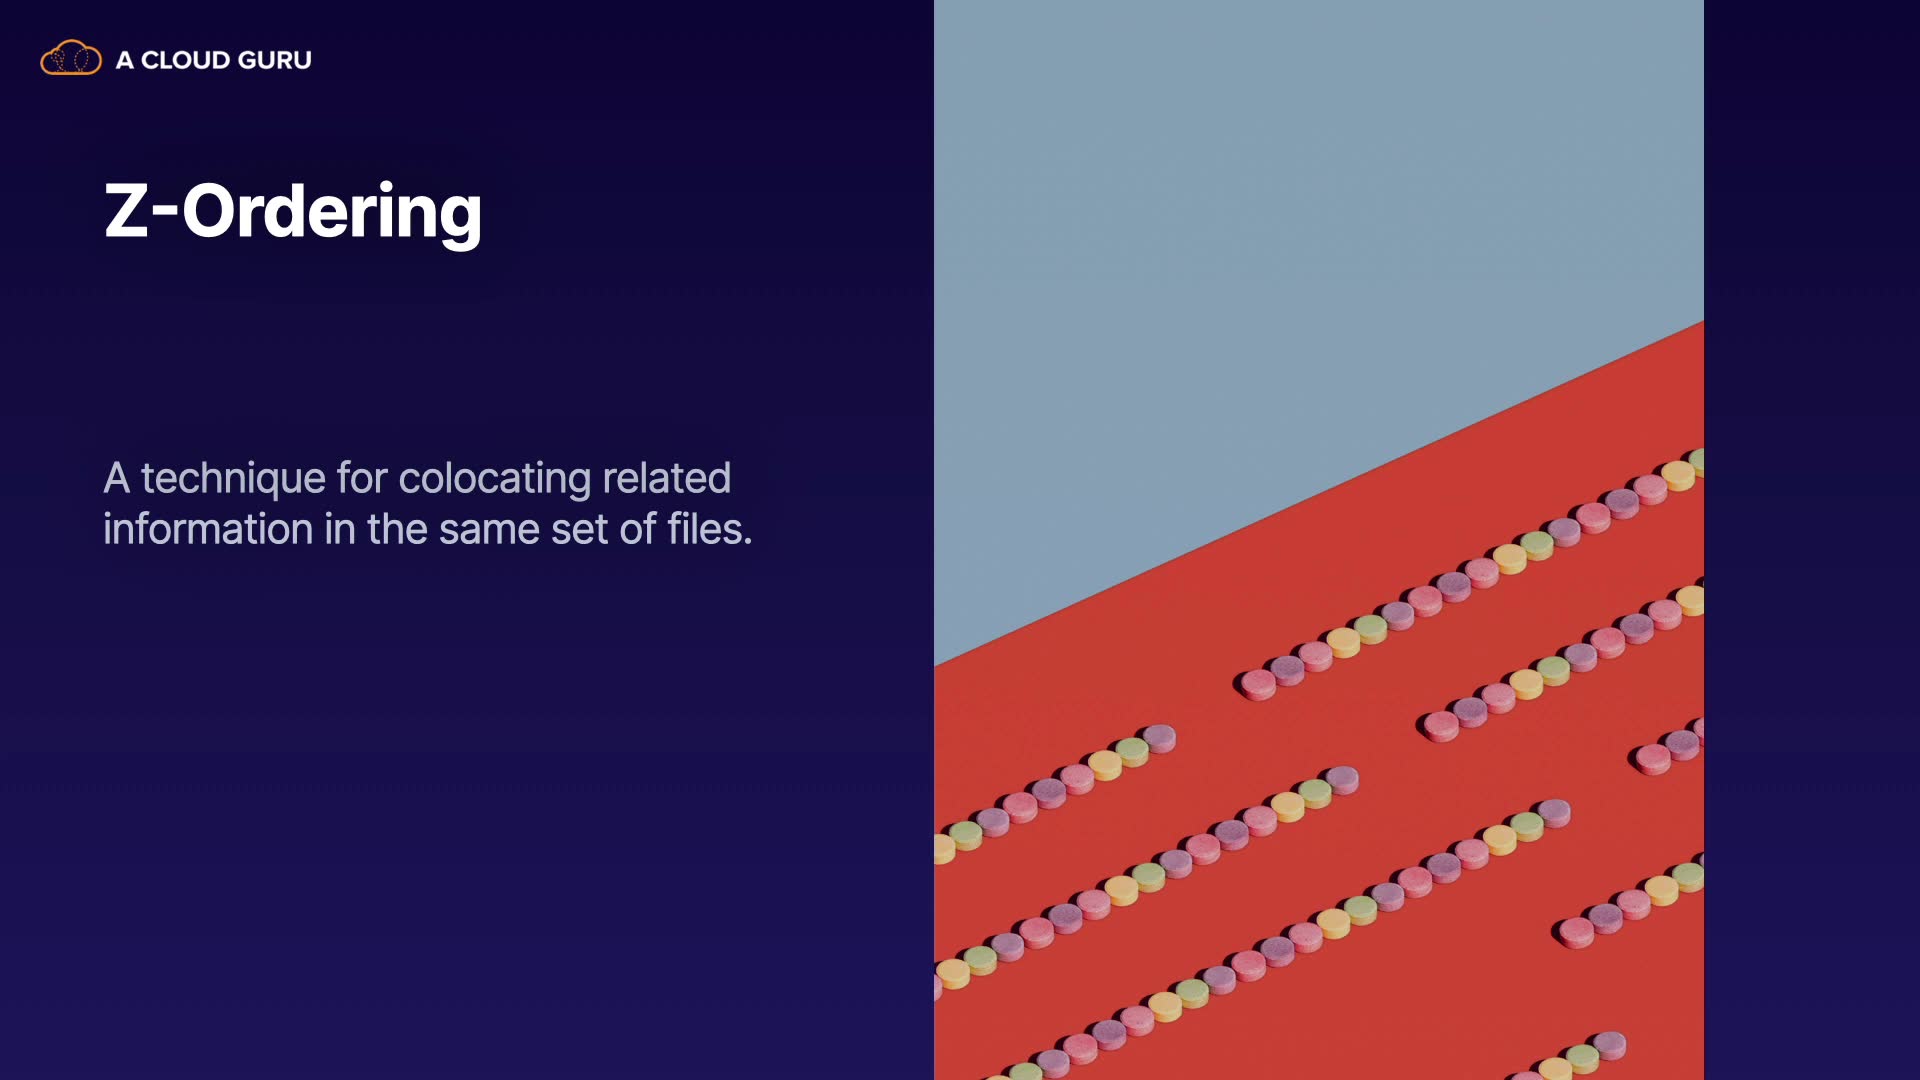 A CLOUD GURU
Z-Ordering
A technique for colocating related
information in the same set of files.